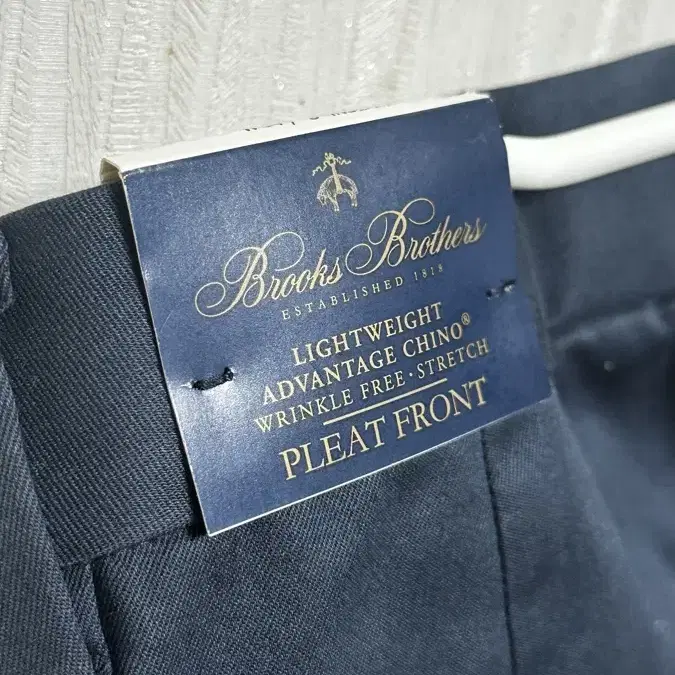 Brooks Brothers
ESTABLISHED 1818
LIGHTWEIGHT
ADVANTAGE CHINO®
WRINKLE FREE · STRETCH
PLEAT FRONT